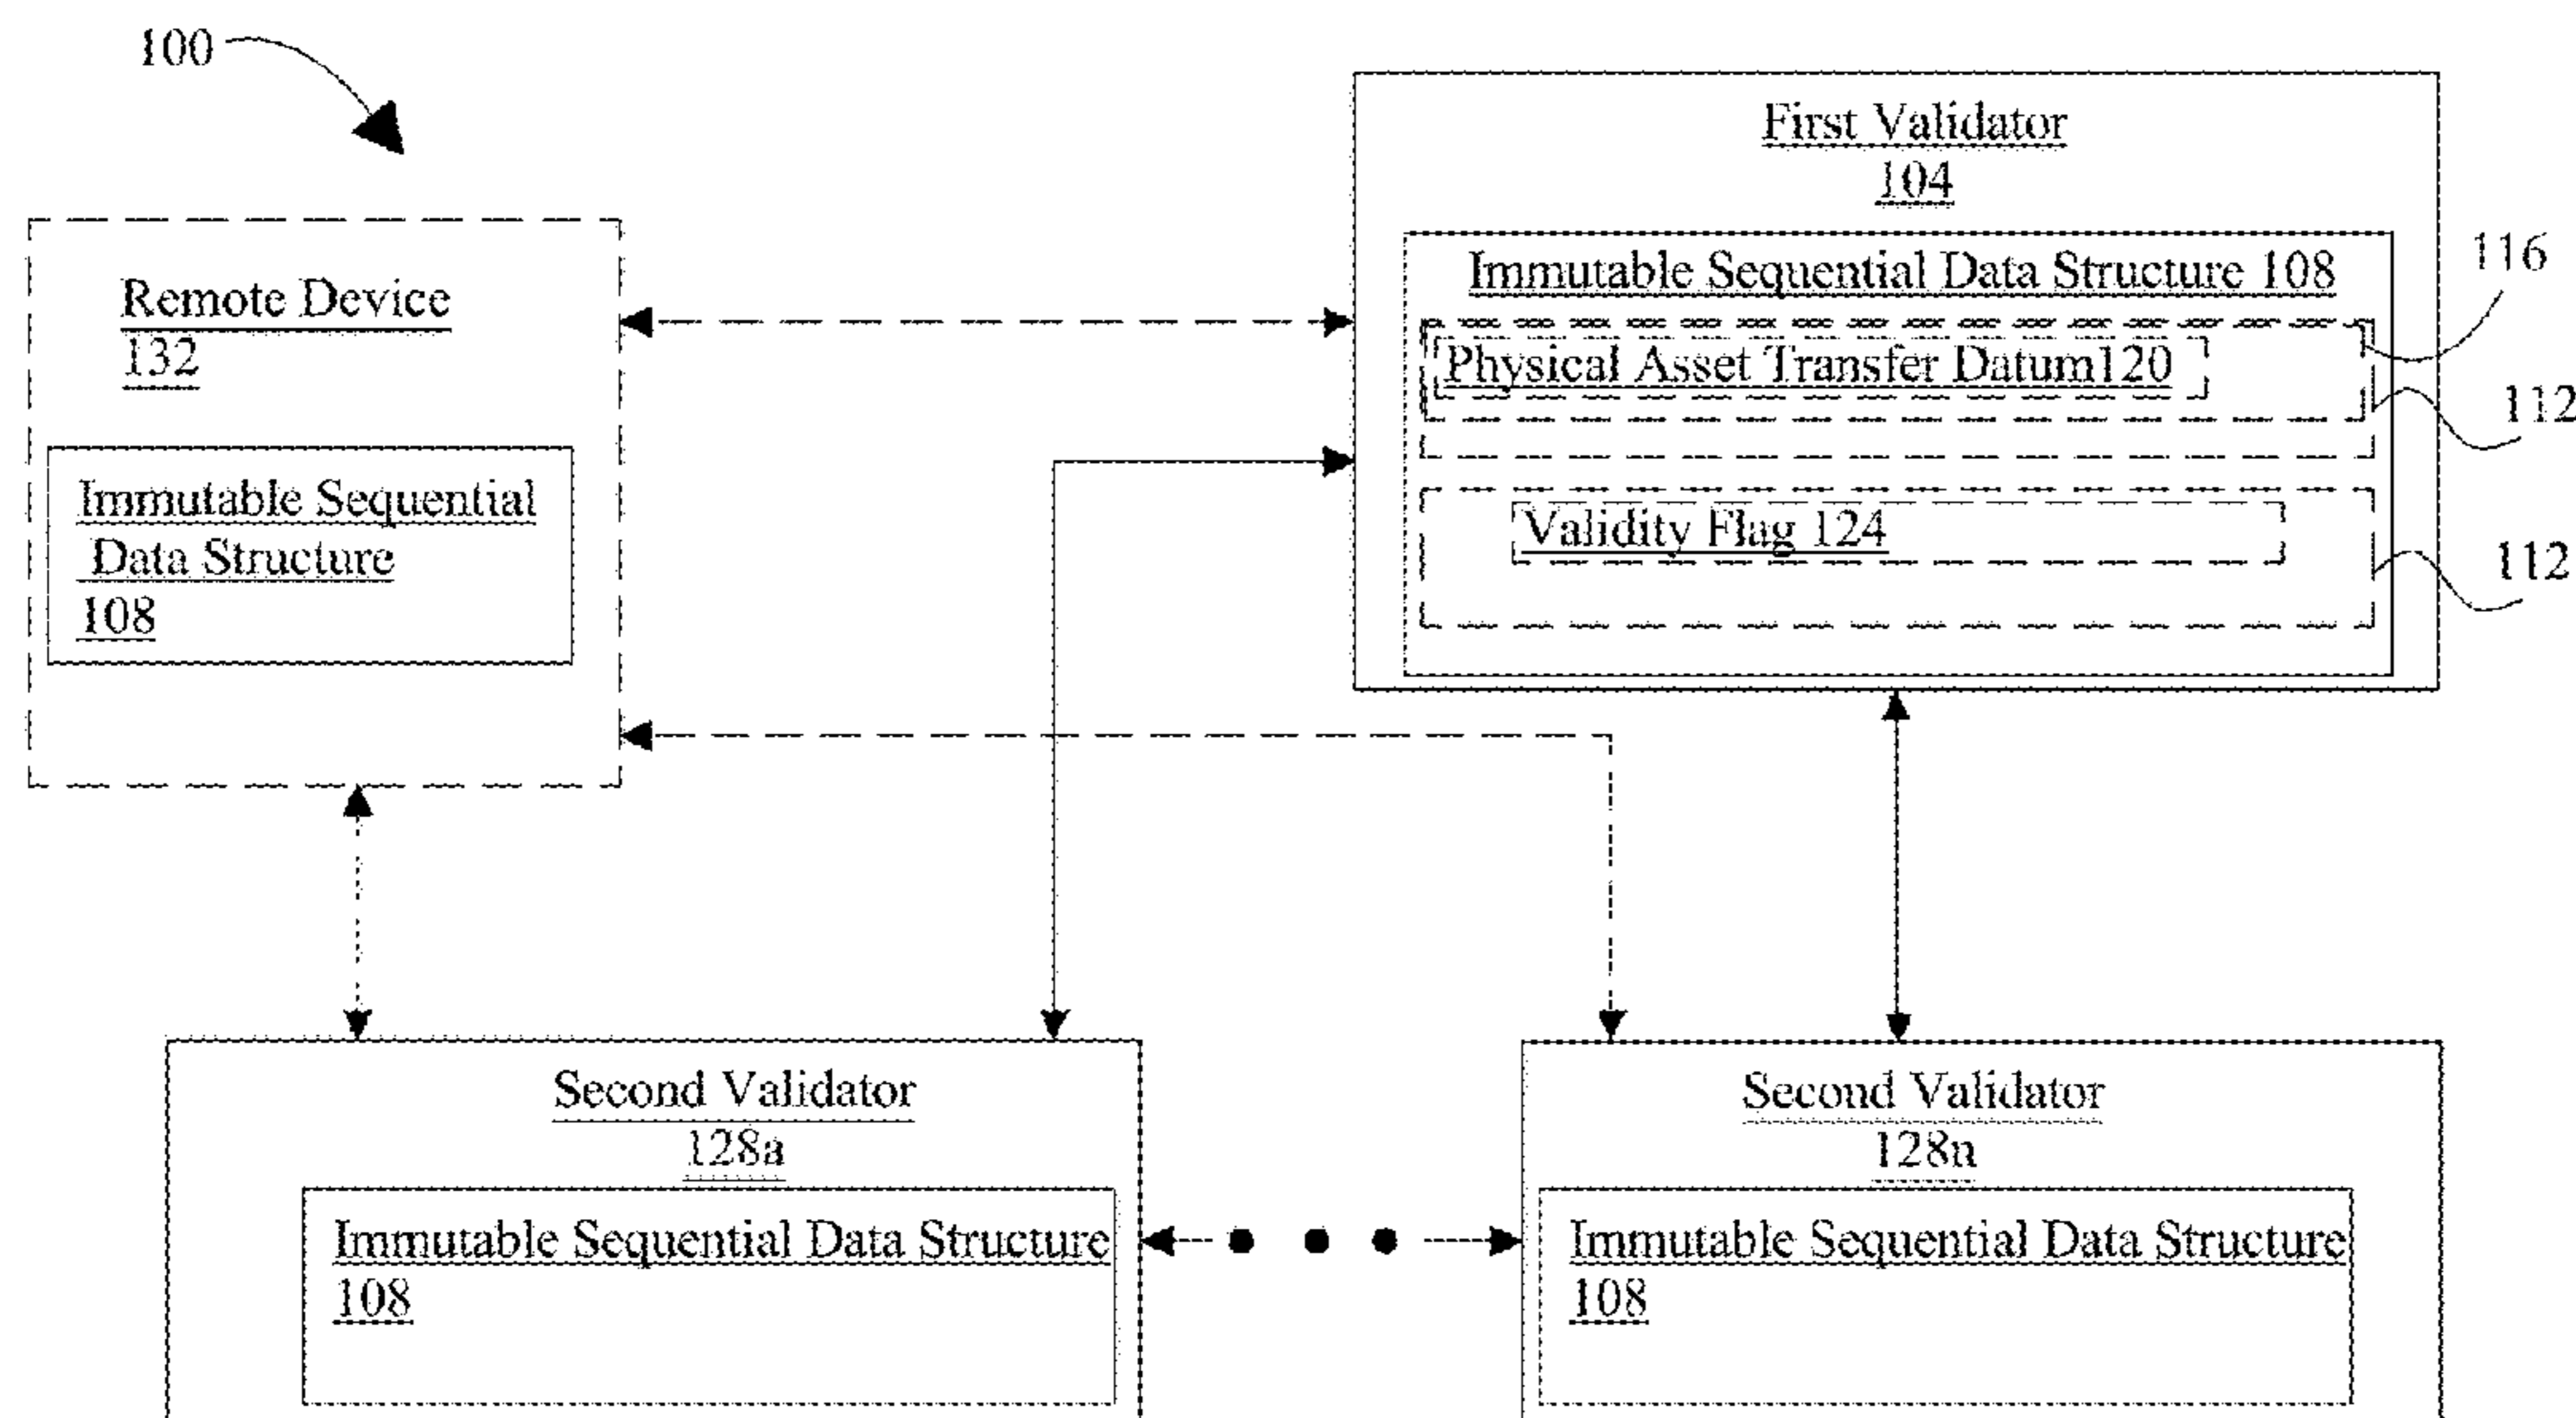 100
First Validator
104
Immutable Sequential Data Structure 108
116
Physical Asset Transfer Datum120
112
Validity Flag 124
112
Remote Device
132
Immutable Sequential
Data Structure
108
Second Validator
128a
Immutable Sequential Data Structure
108
Second Validator
128n
Immutable Sequential Data Structure
108